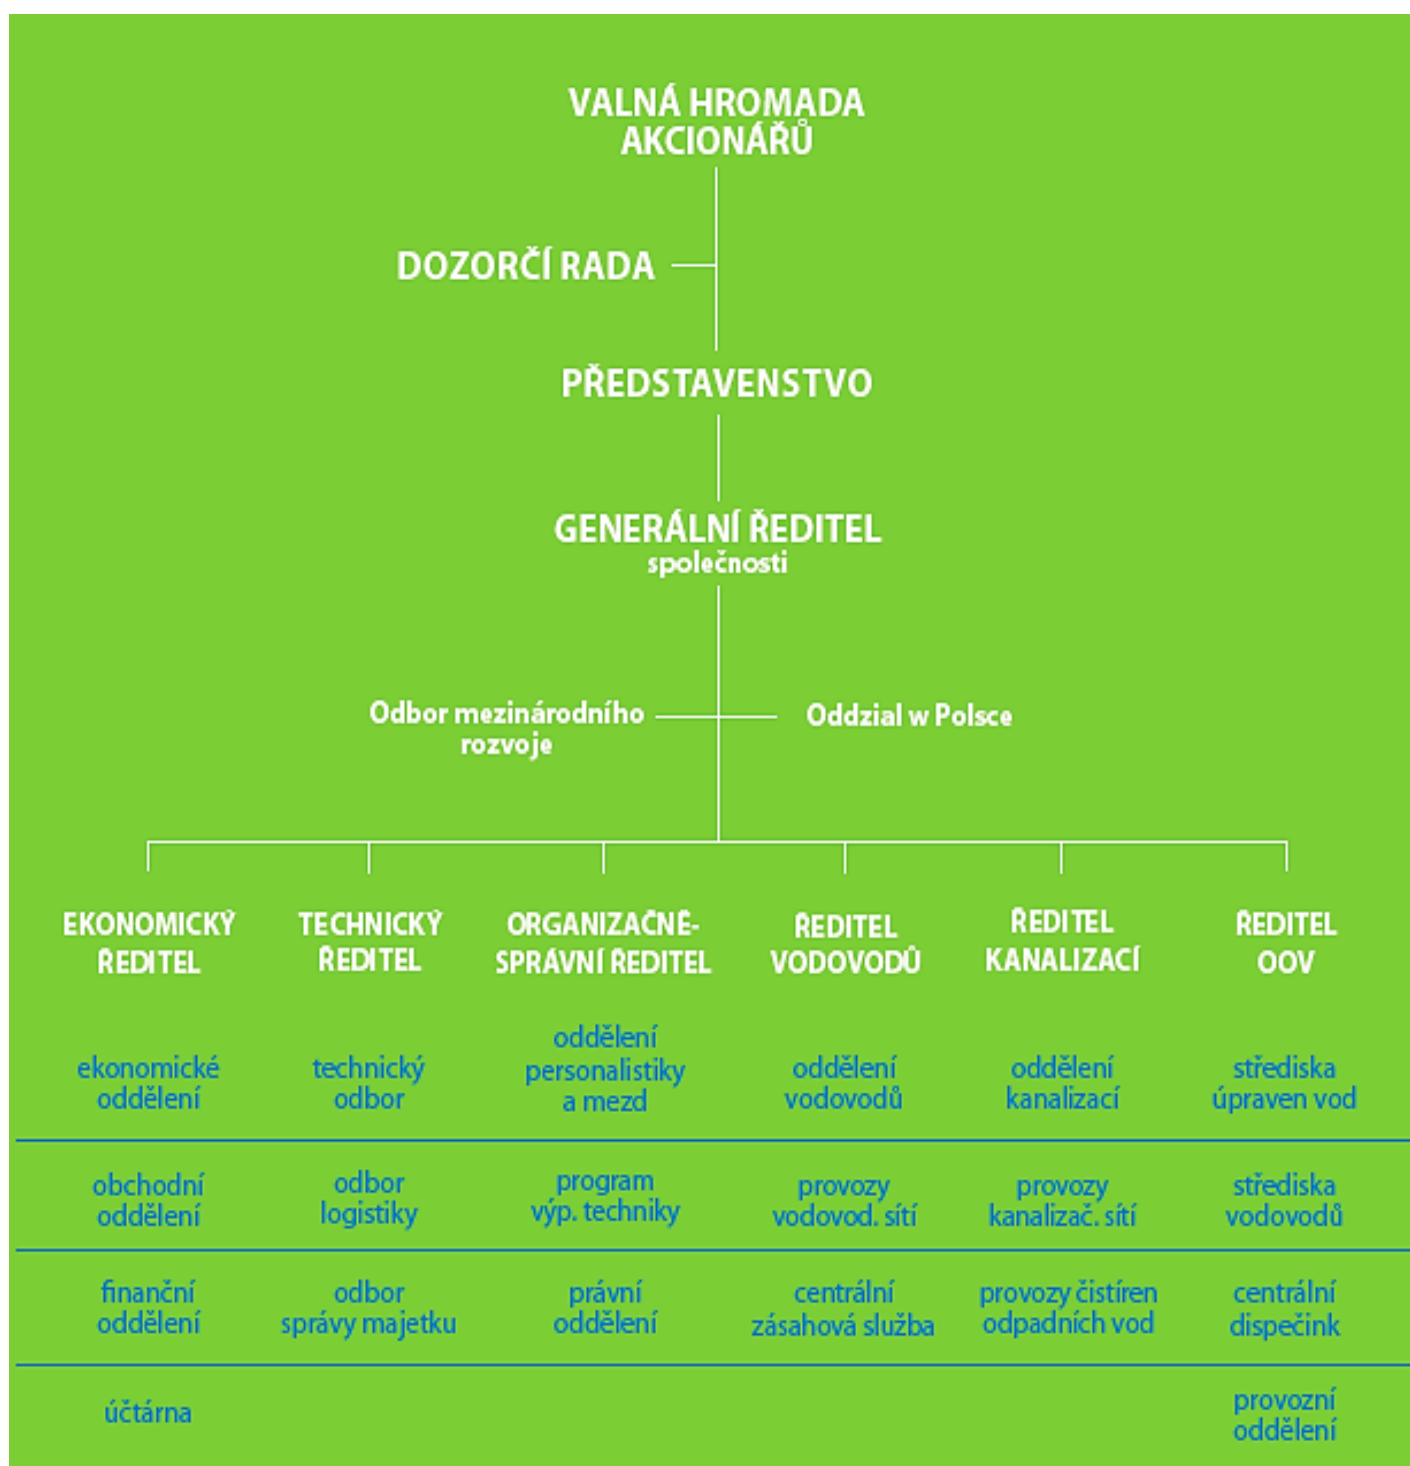 VALNÁ HROMADA
AKCIONÁŘŮ
DOZORČÍ RADA
PŘEDSTAVENSTVO
GENERÁLNÍ ŘEDITEL
společnosti
Odbor mezinárodního
rozvoje
Oddzial w Polsce
EKONOMICKÝ
ŘEDITEL
TECHNICKÝ
ŘEDITEL
ORGANIZAČNĚ-
SPRÁVNÍ ŘEDITEL
ŘEDITEL
VODOVODŮ
ŘEDITEL
KANALIZACÍ
ŘEDITEL
OOV
ekonomické
oddělení
technický
odbor
oddělení
personalistiky
a mezd
oddělení
vodovodů
oddělení
kanalizací
střediska
úpraven vod
obchodní
oddělení
odbor
logistiky
program
výp. techniky
provozy
vodovod. sítí
provozy
kanalizač. sítí
střediska
vodovodů
finanční
oddělení
odbor
správy majetku
právní
oddělení
centrální
zásahová služba
provozy čistíren
odpadních vod
centrální
dispečink
účtárna
provozní
oddělení